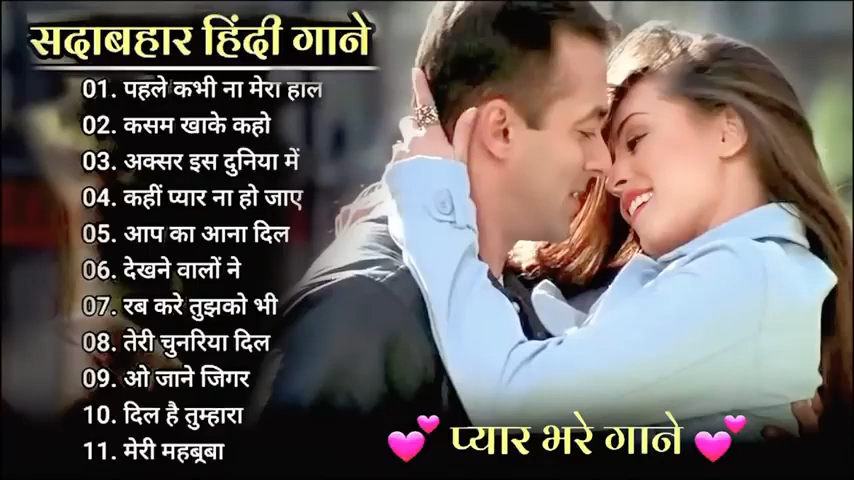 सदाबहार हिंदी गाने
01. पहले कभी ना मेरा हाल
02. कसम खाके कहो
03. अक्सर इस दुनिया में
04. कहीं प्यार ना हो जाए
05. आप का आना दिल
06. देखने वालों ने
07. रब करे तुझको भी
08. तेरी चुनरिया दिल
09. ओ जाने जिगर
10. दिल है तुम्हारा
11. मेरी महबूबा
प्यार भरे गाने